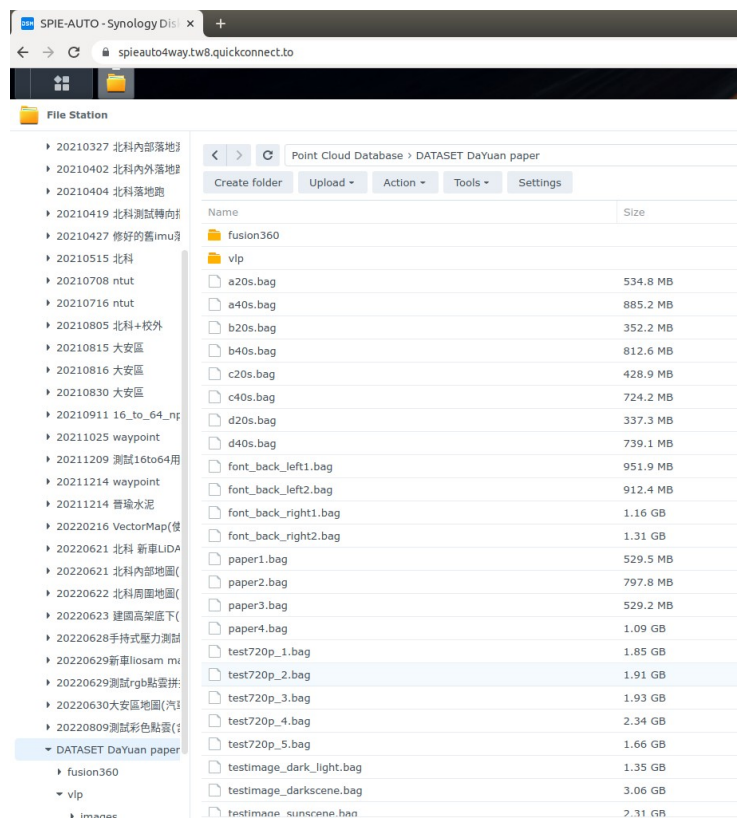 SPIE-AUTO - Synology Dis
spieauto4way.tw8.quickconnect.to
File Station
20210327 北科內部落地
20210402 北科內外落地
20210404 北科落地跑
20210419 北科測試轉向
20210427 修好的舊imu
20210515 北科
20210708 ntut
20210716 ntut
20210805 北科+校外
20210815 大安區
20210816 大安區
20210830 大安區
20210911 16_to_64_np
20211025 waypoint
20211209 測試16to64用
20211214 waypoint
20211214 普瑜水泥
20220216 VectorMap(使
20220621 北科 新車LiDA
20220621 北科內部地圖(
20220622 北科周圍地圖(
20220623 建國高架底下(
20220628手持式壓力測試
20220629新車liosam ma
20220629測試rgb點雲拼
20220630大安區地圖(汽
20220809測試彩色點雲(
DATASET DaYuan paper
fusion360
vlp
images
Point Cloud Database > DATASET DaYuan paper
Create folder Upload Action Tools Settings
Name Size
fusion360
vlp
a20s.bag 534.8 MB
a40s.bag 885.2 MB
b20s.bag 352.2 MB
b40s.bag 812.6 MB
c20s.bag 428.9 MB
c40s.bag 724.2 MB
d20s.bag 337.3 MB
d40s.bag 739.1 MB
font_back_left1.bag 951.9 MB
font_back_left2.bag 912.4 MB
font_back_right1.bag 1.16 GB
font_back_right2.bag 1.31 GB
paper1.bag 529.5 MB
paper2.bag 797.8 MB
paper3.bag 529.2 MB
paper4.bag 1.09 GB
test720p_1.bag 1.85 GB
test720p_2.bag 1.91 GB
test720p_3.bag 1.93 GB
test720p_4.bag 2.34 GB
test720p_5.bag 1.66 GB
testimage_dark_light.bag 1.35 GB
testimage_darkscene.bag 3.06 GB
testimage_sunscene.bag 2.31 GB